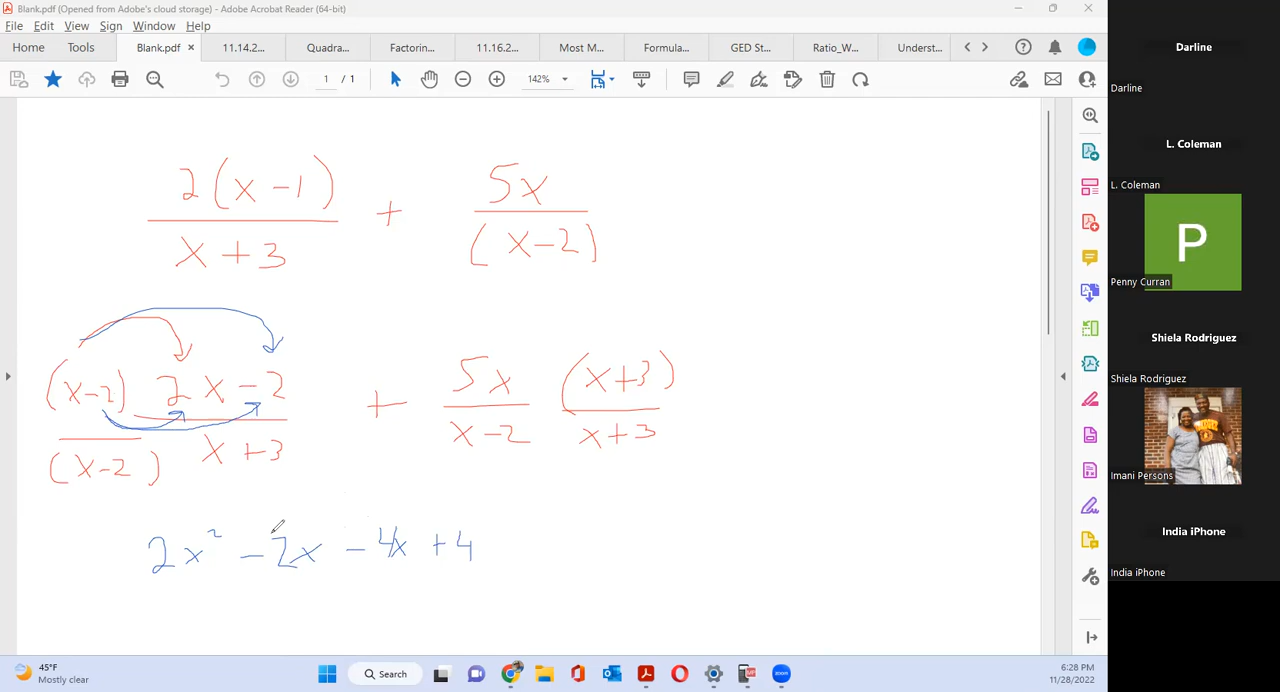 Blank.pdf (Opened from Adobe's cloud storage) - Adobe Acrobat Reader (64-bit)
File Edit View Sign Window Help
Home Tools Blank.pdf × 11.14.2... Quadra... Factorin... 11.16.2... Most M... Formula... GED St... Ratio_W... Underst...
1 / 1 142%
2(x-1) + 5x
x+3 (x-2)
(x-2) 2x-2 + 5x (x+3)
(x-2) x+3 x-2 x+3
2x² -2x -4x +4
Darline
Darline
L. Coleman
L. Coleman
P
Penny Curran
Shiela Rodriguez
Shiela Rodriguez
Imani Persons
India iPhone
India iPhone
45°F
Mostly clear
Search
6:28 PM
11/28/2022